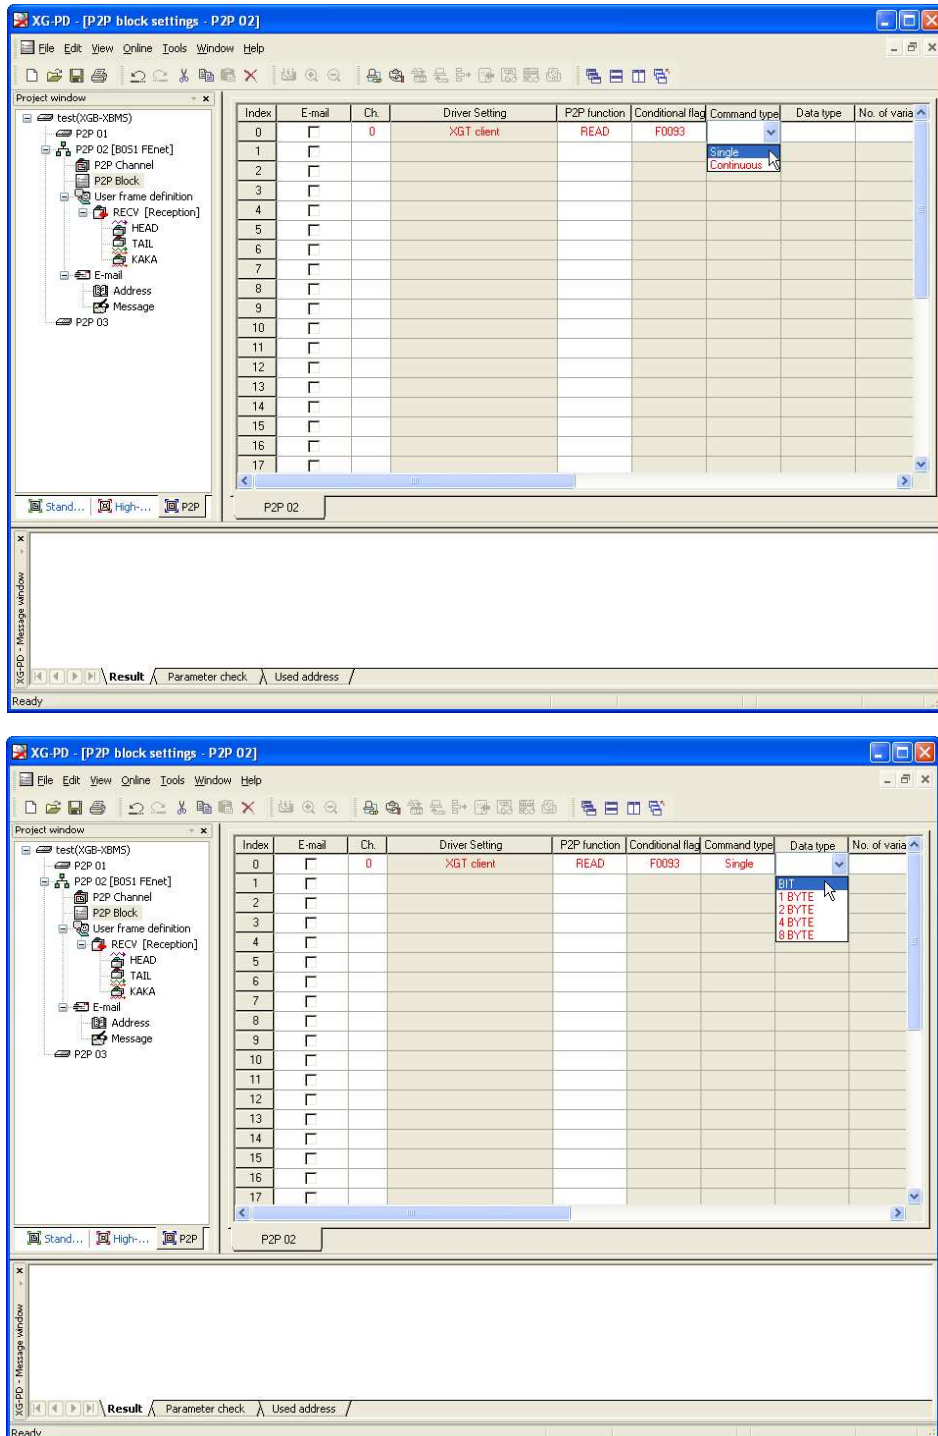 XG-PD - [P2P block settings - P2P 02]
File Edit View Online Tools Window Help
Project window
test(XGB-XBMS)
P2P 01
P2P 02 [B0S1 FEnet]
P2P Channel
P2P Block
User frame definition
RECV [Reception]
HEAD
TAIL
KAKA
E-mail
Address
Message
P2P 03
Stand... High-... P2P
Index E-mail Ch. Driver Setting P2P function Conditional flag Command type Data type No. of varia
0 0 XGT client READ F0093
Single
Continuous
1
2
3
4
5
6
7
8
9
10
11
12
13
14
15
16
17
P2P 02
XG-PD - Message window
Result Parameter check Used address
Ready
XG-PD - [P2P block settings - P2P 02]
File Edit View Online Tools Window Help
Project window
test(XGB-XBMS)
P2P 01
P2P 02 [B0S1 FEnet]
P2P Channel
P2P Block
User frame definition
RECV [Reception]
HEAD
TAIL
KAKA
E-mail
Address
Message
P2P 03
Stand... High-... P2P
Index E-mail Ch. Driver Setting P2P function Conditional flag Command type Data type No. of varia
0 0 XGT client READ F0093 Single
BIT
1 BYTE
2 BYTE
4 BYTE
8 BYTE
1
2
3
4
5
6
7
8
9
10
11
12
13
14
15
16
17
P2P 02
XG-PD - Message window
Result Parameter check Used address
Ready